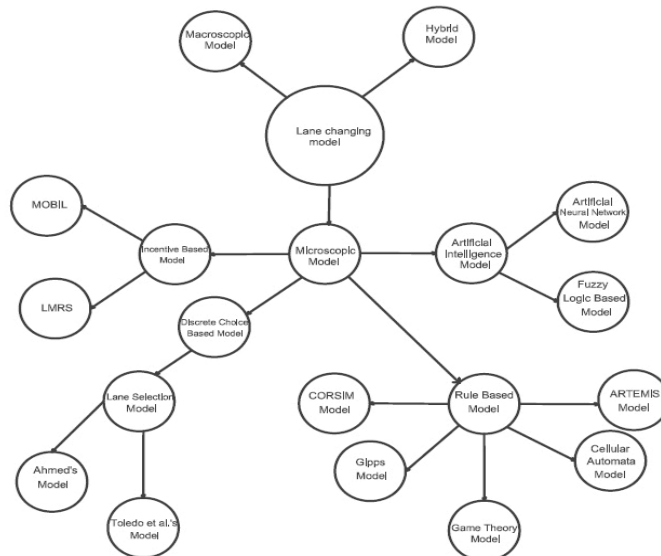 Macroscopic
Model
Hybrid
Model
Lane changing
model
MOBIL
Incentive Based
Model
Microscopic
Model
Artificial
Intelligence
Model
Artificial
Neural Network
Model
LMRS
Fuzzy
Logic Based
Model
Discrete Choice
Based Model
Lane Selection
Model
CORSIM
Model
Rule Based
Model
ARTEMIS
Model
Ahmed's
Model
Gipps
Model
Cellular
Automata
Model
Toledo et al.'s
Model
Game Theory
Model